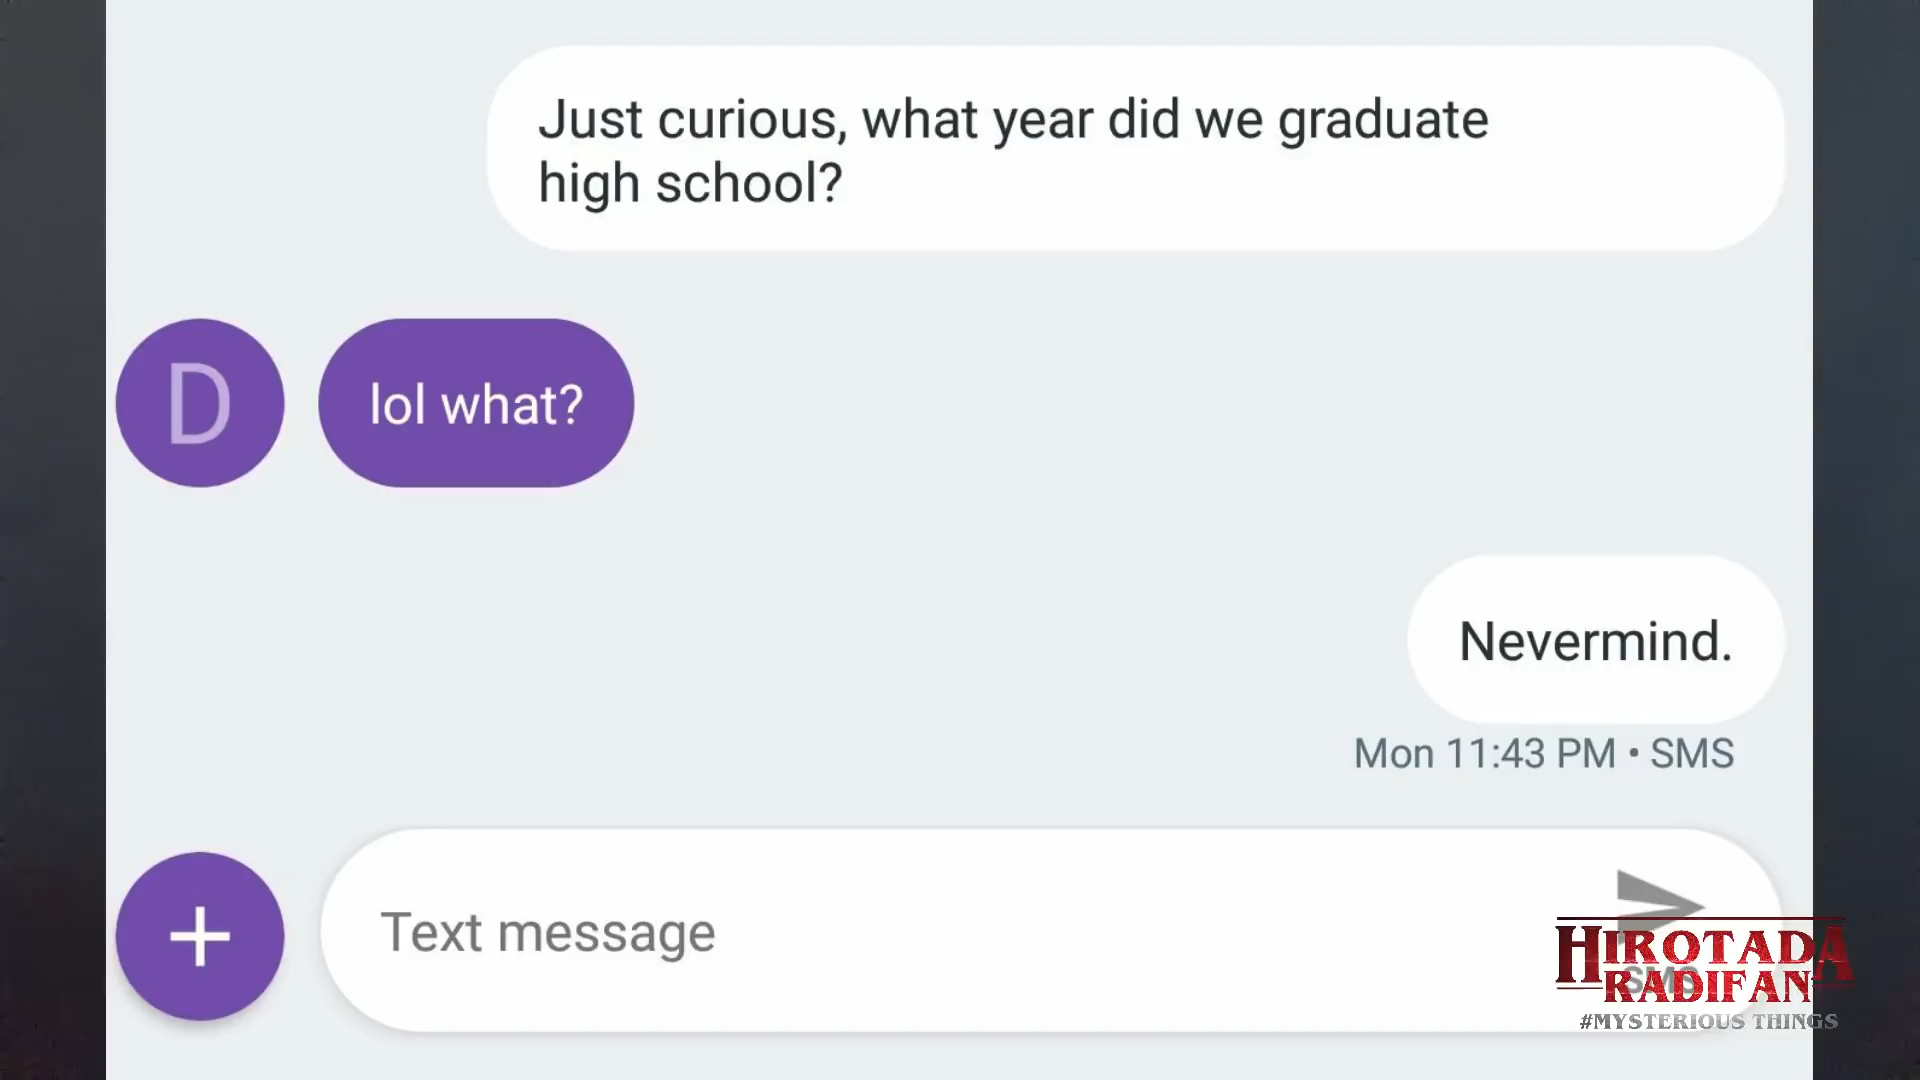 Just curious, what year did we graduate
high school?
D
lol what?
Nevermind.
Mon 11:43 PM • SMS
+
Text message
SMS
HIROTADA
RADIFAN
#MYSTERIOUS THINGS